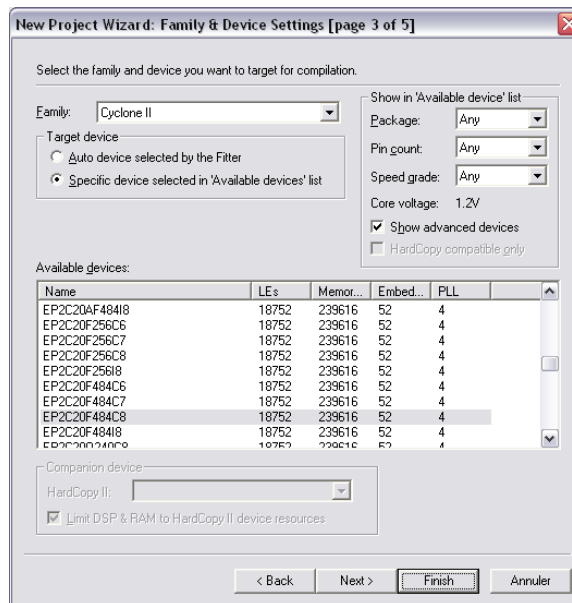 New Project Wizard: Family & Device Settings [page 3 of 5]
Select the family and device you want to target for compilation.
Family: Cyclone II
Target device
Auto device selected by the Fitter
Specific device selected in 'Available devices' list
Show in 'Available device' list
Package: Any
Pin count: Any
Speed grade: Any
Core voltage: 1.2V
Show advanced devices
HardCopy compatible only
Available devices:
Name LEs Memor... Embed... PLL
EP2C20AF484I8 18752 239616 52 4
EP2C20F256C6 18752 239616 52 4
EP2C20F256C7 18752 239616 52 4
EP2C20F256C8 18752 239616 52 4
EP2C20F256I8 18752 239616 52 4
EP2C20F484C6 18752 239616 52 4
EP2C20F484C7 18752 239616 52 4
EP2C20F484C8 18752 239616 52 4
EP2C20F484I8 18752 239616 52 4
EP2C20Q240C8 18752 239616 52 4
Companion device
HardCopy II:
Limit DSP & RAM to HardCopy II device resources
< Back Next > Finish Annuler